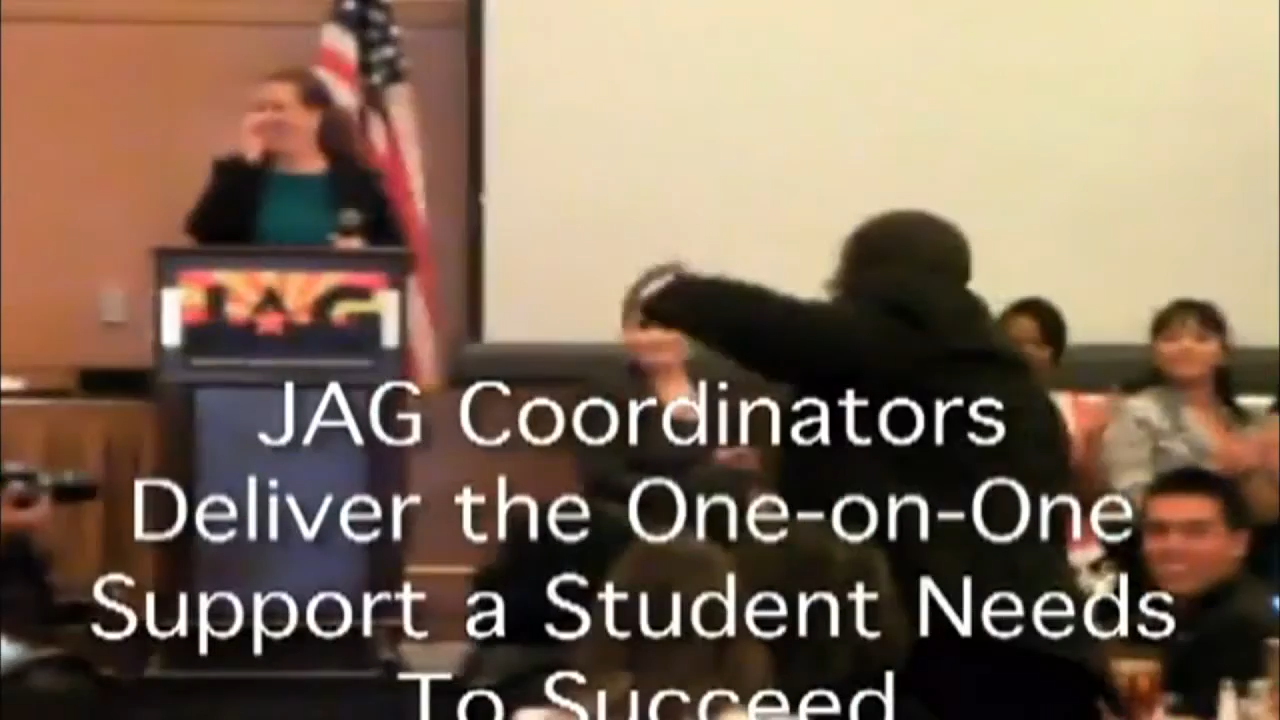 JAG
JAG Coordinators
Deliver the One-on-One
Support a Student Needs
To Succeed